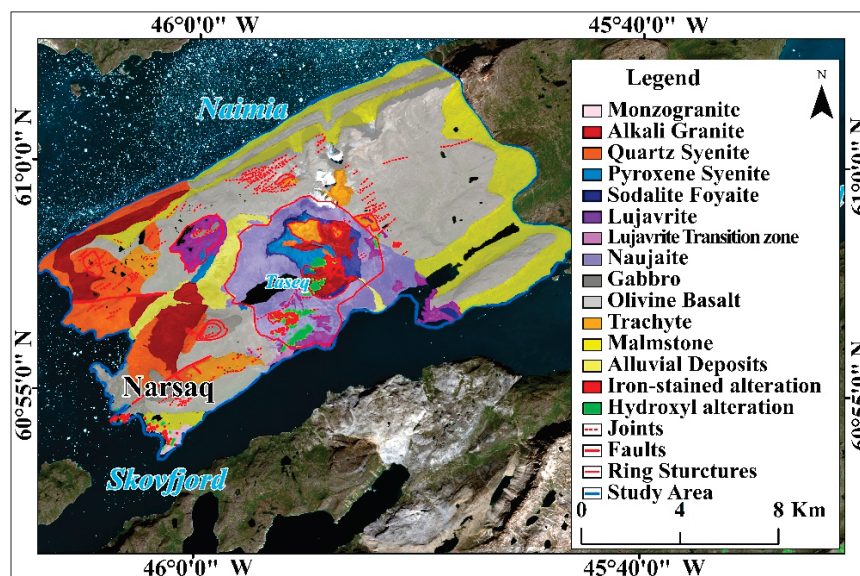 46°0'0" W
45°40'0" W
Legend
N
Naimia
Monzogranite
Alkali Granite
Quartz Syenite
Pyroxene Syenite
Sodalite Foyaite
Lujavrite
Lujavrite Transition zone
Naujaite
Gabbro
Olivine Basalt
Trachyte
Malmstone
Alluvial Deposits
Iron-stained alteration
Hydroxyl alteration
Joints
Faults
Ring Sturctures
Study Area
61°0'0" N
61°0'0" N
Taseq
Narsaq
60°55'0" N
60°55'0" N
Skovfjord
0 4 8 Km
46°0'0" W
45°40'0" W